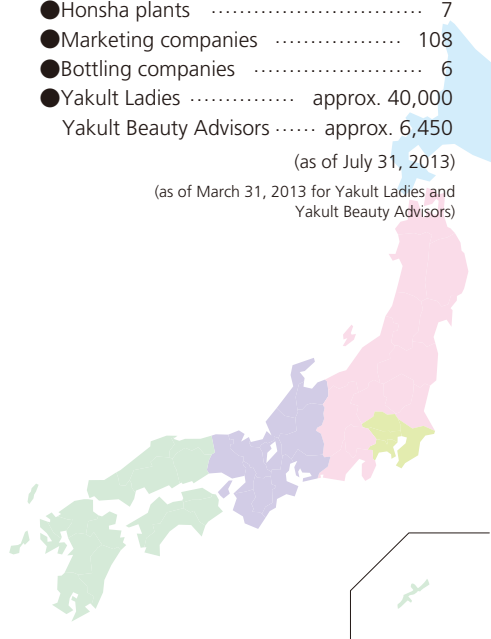 ●Honsha plants ................................ 7
●Marketing companies ................... 108
●Bottling companies .......................... 6
●Yakult Ladies ................ approx. 40,000
Yakult Beauty Advisors ...... approx. 6,450
(as of July 31, 2013)
(as of March 31, 2013 for Yakult Ladies and
Yakult Beauty Advisors)